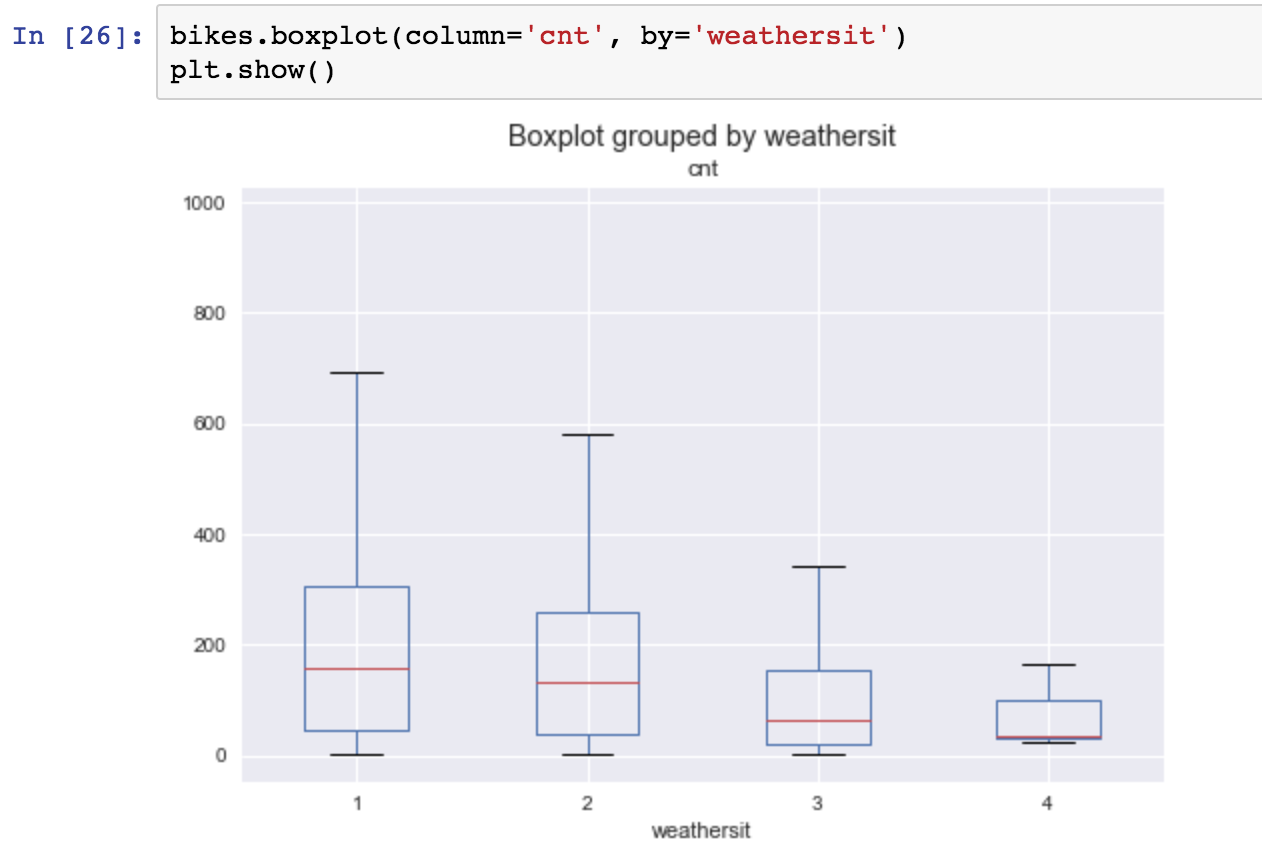 In [26]: bikes.boxplot(column='cnt', by='weathersit')
plt.show()
Boxplot grouped by weathersit
cnt
1000
800
600
400
200
0
1 2 3 4
weathersit